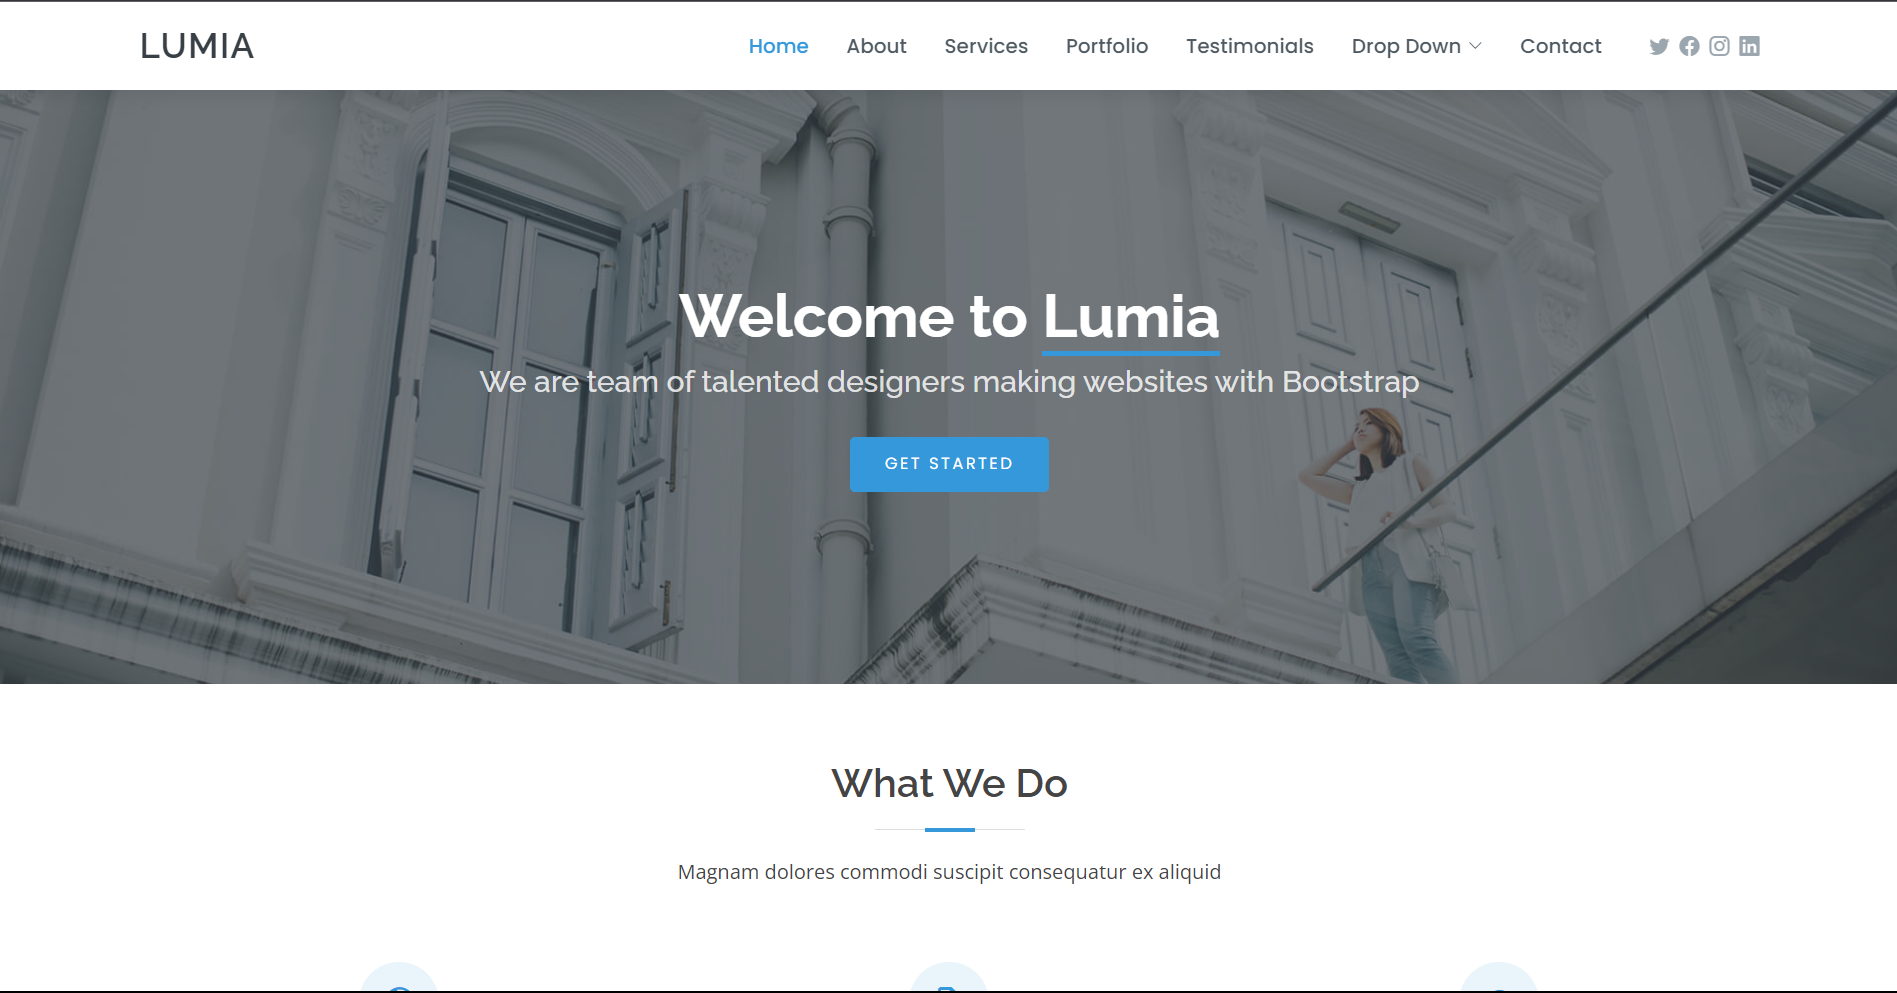 LUMIA
Home About Services Portfolio Testimonials Drop Down Contact
Welcome to Lumia
We are team of talented designers making websites with Bootstrap
GET STARTED
What We Do
Magnam dolores commodi suscipit consequatur ex aliquid